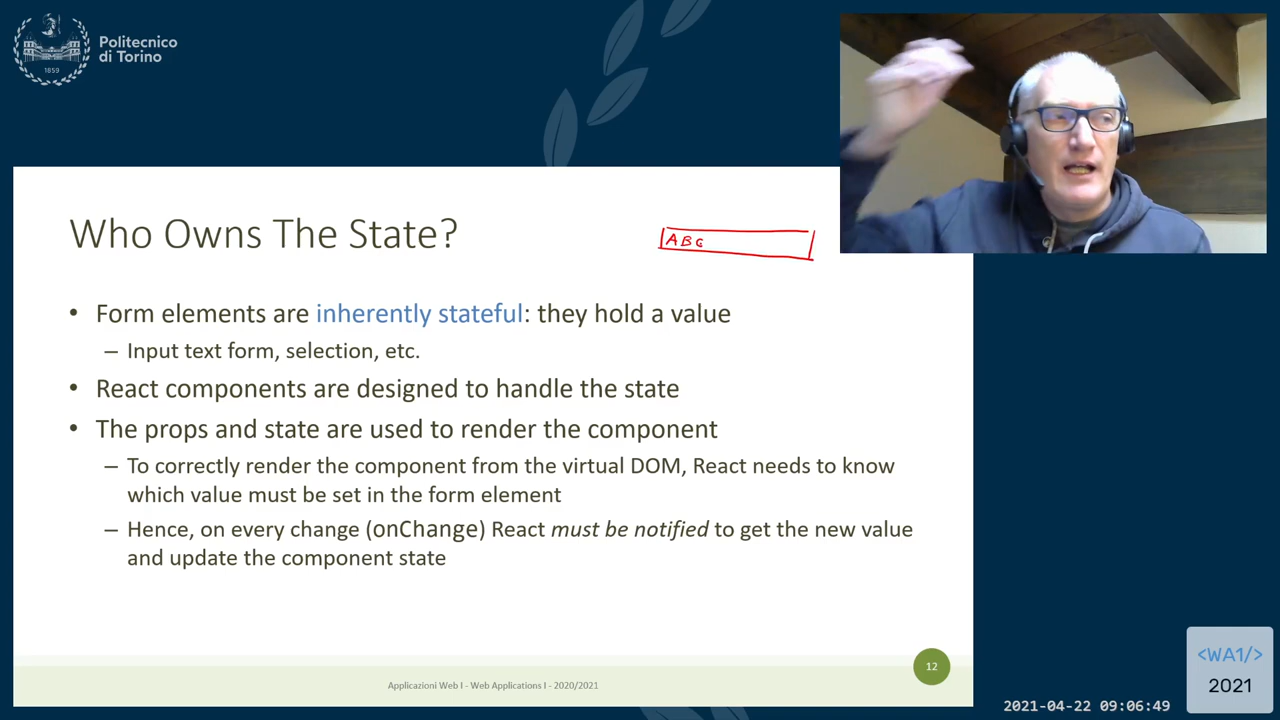 Politecnico
di Torino
1859
Who Owns The State?
ABC
• Form elements are inherently stateful: they hold a value
– Input text form, selection, etc.
• React components are designed to handle the state
• The props and state are used to render the component
– To correctly render the component from the virtual DOM, React needs to know
which value must be set in the form element
– Hence, on every change (onChange) React must be notified to get the new value
and update the component state
12
Applicazioni Web I - Web Applications I - 2020/2021
<WA1/>
2021
2021-04-22 09:06:49